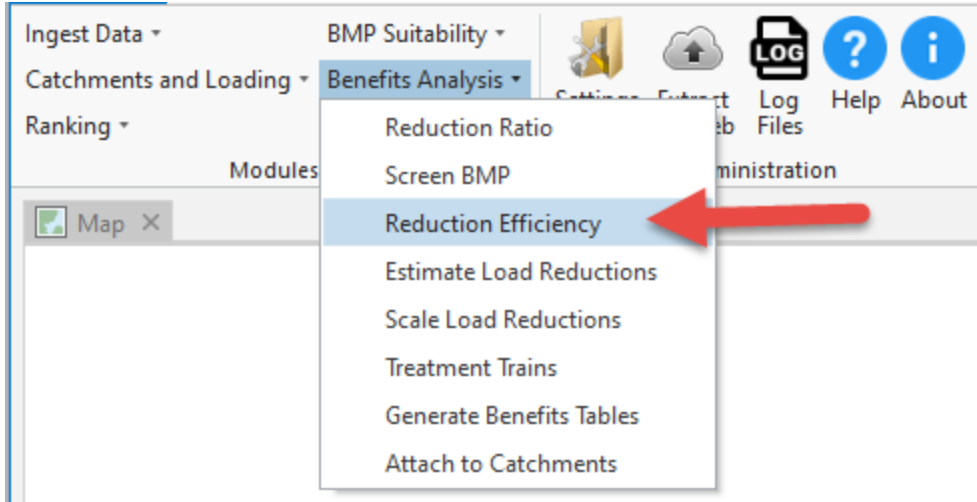 Ingest Data
BMP Suitability
Catchments and Loading
Benefits Analysis
Ranking
LOG
?
i
Log Files
Help
About
Modules
Map
Reduction Ratio
Screen BMP
Reduction Efficiency
Estimate Load Reductions
Scale Load Reductions
Treatment Trains
Generate Benefits Tables
Attach to Catchments